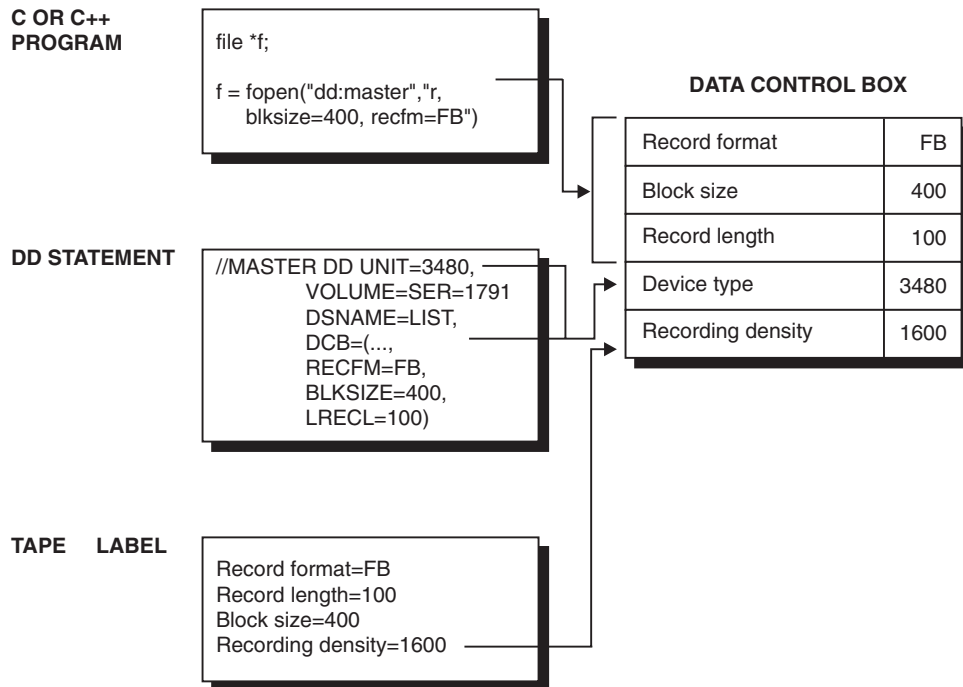 C OR C++
PROGRAM
file *f;
f = fopen("dd:master","r,
blksize=400, recfm=FB")
DATA CONTROL BOX
Record format FB
Block size 400
Record length 100
Device type 3480
Recording density 1600
DD STATEMENT
//MASTER DD UNIT=3480,
VOLUME=SER=1791
DSNAME=LIST,
DCB=(...,
RECFM=FB,
BLKSIZE=400,
LRECL=100)
TAPE LABEL
Record format=FB
Record length=100
Block size=400
Recording density=1600